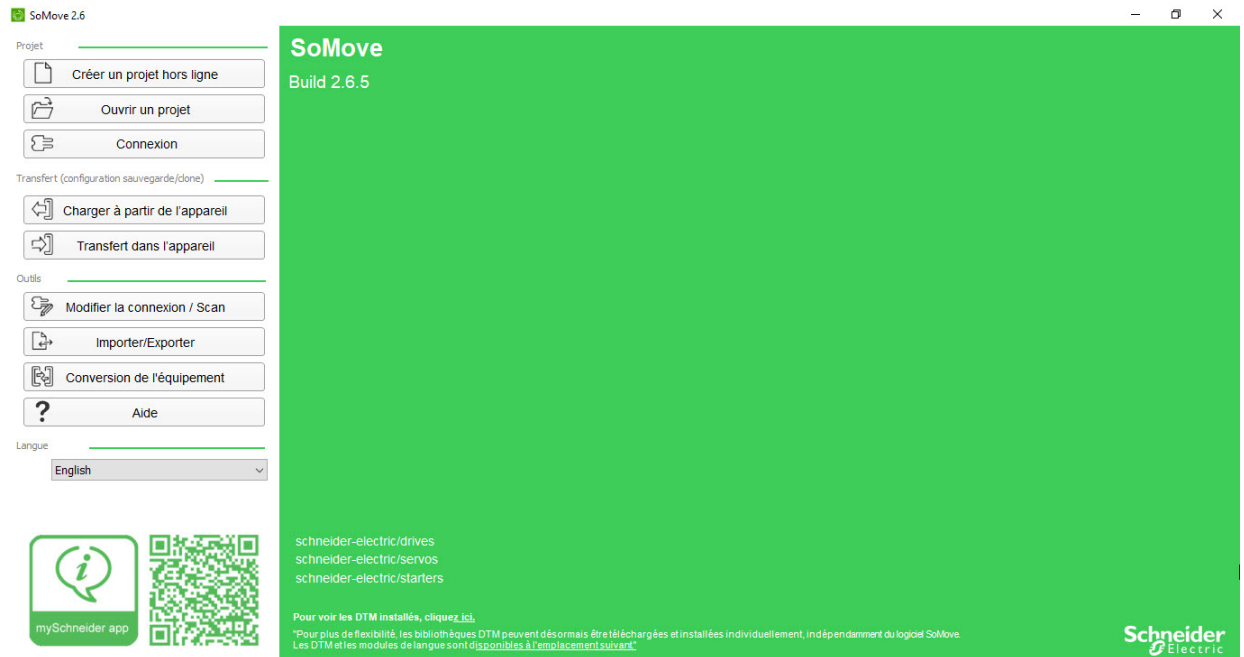 SoMove 2.6
Projet
Créer un projet hors ligne
Ouvrir un projet
Connexion
Transfert (configuration sauvegarde/clone)
Charger à partir de l'appareil
Transfert dans l'appareil
Outils
Modifier la connexion / Scan
Importer/Exporter
Conversion de l'équipement
? Aide
Langue
English
mySchneider app
SoMove
Build 2.6.5
schneider-electric/drives
schneider-electric/servos
schneider-electric/starters
Pour voir les DTM installés, cliquez ici.
"Pour plus de flexibilité, les bibliothèques DTM peuvent désormais être téléchargées et installées individuellement, indépendamment du logiciel SoMove.
Les DTM et les modules de langue sont disponibles à l'emplacement suivant"
Schneider
Electric